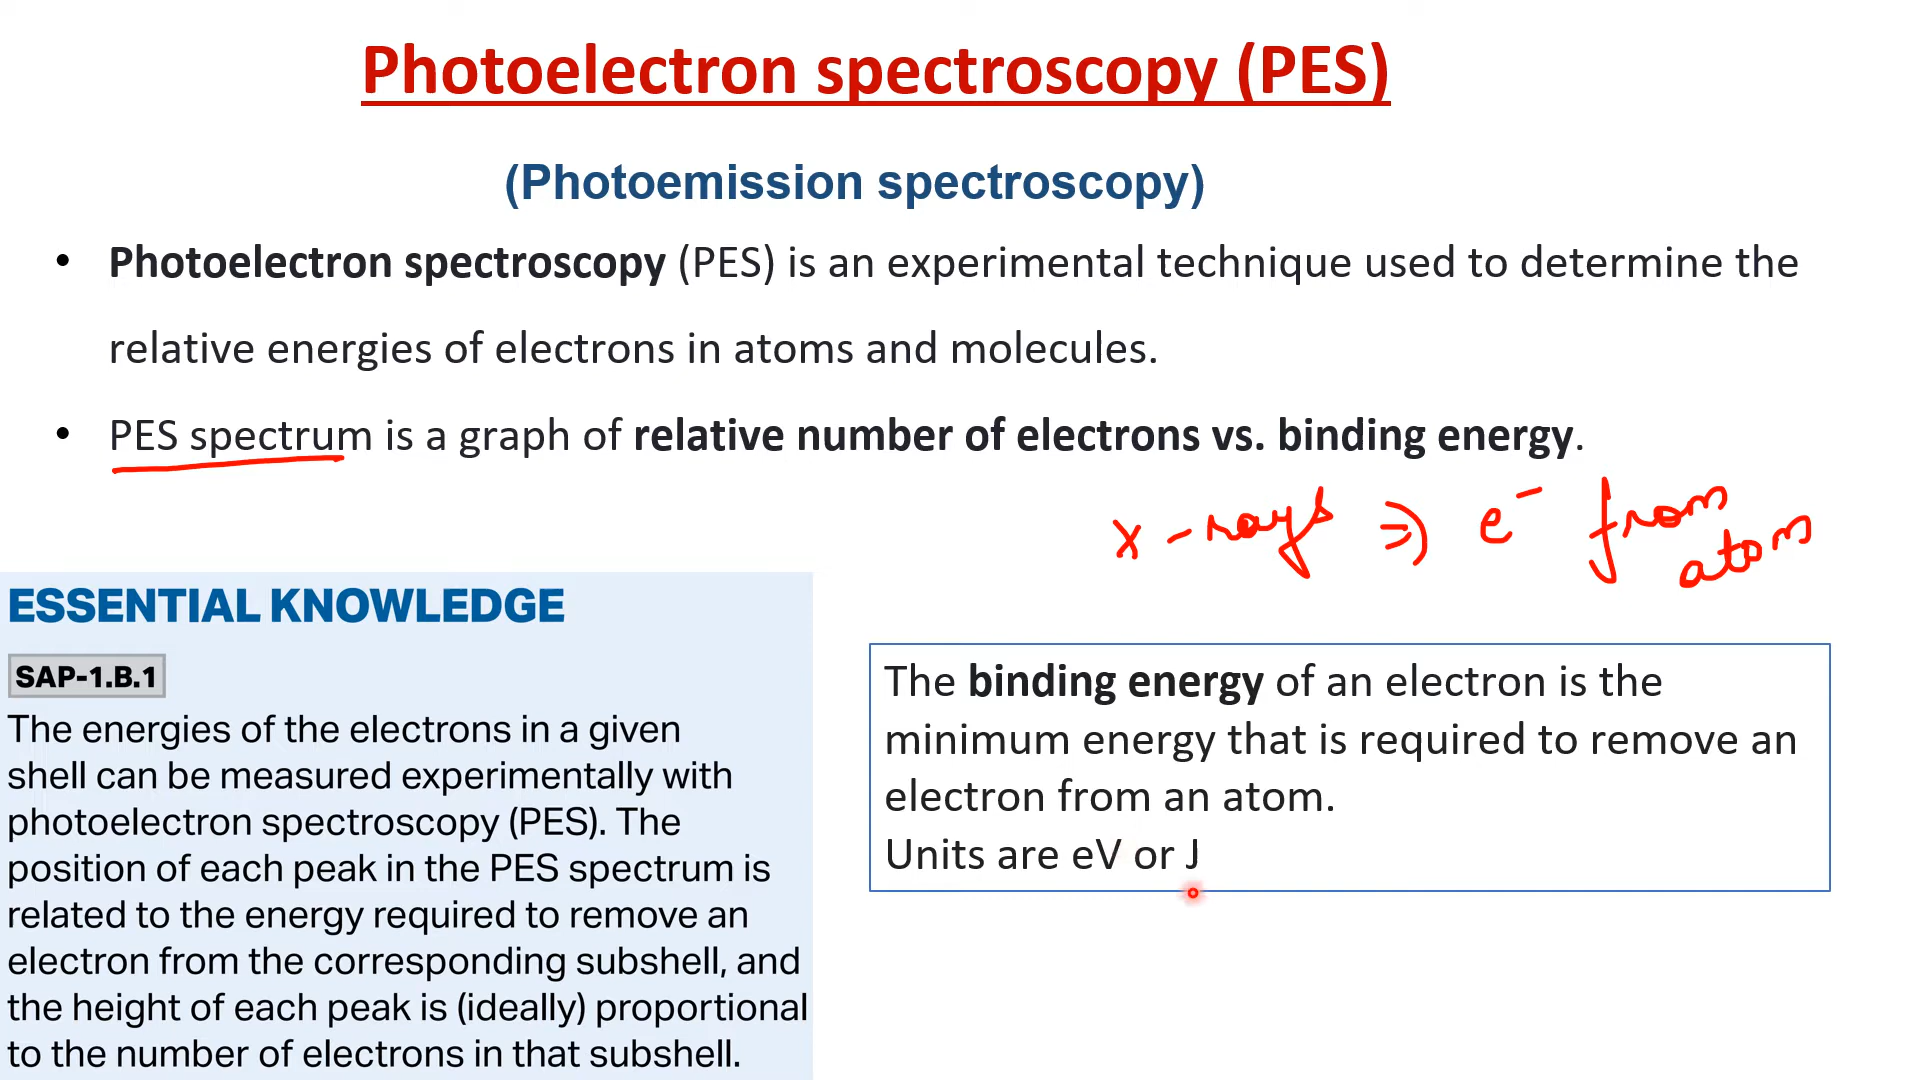 Photoelectron spectroscopy (PES)
(Photoemission spectroscopy)
• Photoelectron spectroscopy (PES) is an experimental technique used to determine the
relative energies of electrons in atoms and molecules.
• PES spectrum is a graph of relative number of electrons vs. binding energy.
x-rays ⇒ e⁻ from
atom
ESSENTIAL KNOWLEDGE
SAP-1.B.1
The energies of the electrons in a given
shell can be measured experimentally with
photoelectron spectroscopy (PES). The
position of each peak in the PES spectrum is
related to the energy required to remove an
electron from the corresponding subshell, and
the height of each peak is (ideally) proportional
to the number of electrons in that subshell.
The binding energy of an electron is the
minimum energy that is required to remove an
electron from an atom.
Units are eV or J